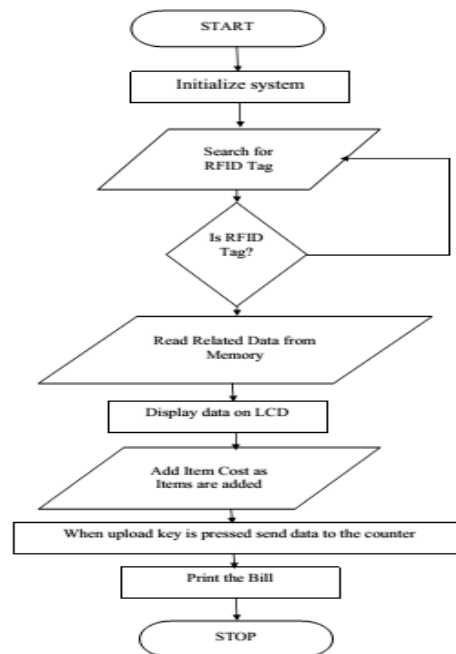 START
Initialize system
Search for
RFID Tag
Is RFID
Tag?
Read Related Data from
Memory
Display data on LCD
Add Item Cost as
Items are added
When upload key is pressed send data to the counter
Print the Bill
STOP